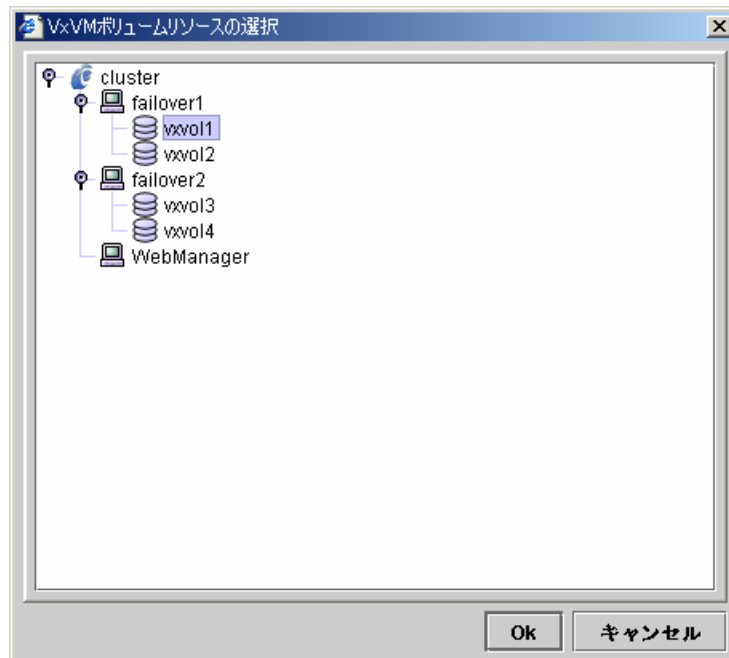 VxVMボリュームリソースの選択
cluster
failover1
vxvol1
vxvol2
failover2
vxvol3
vxvol4
WebManager
Ok
キャンセル